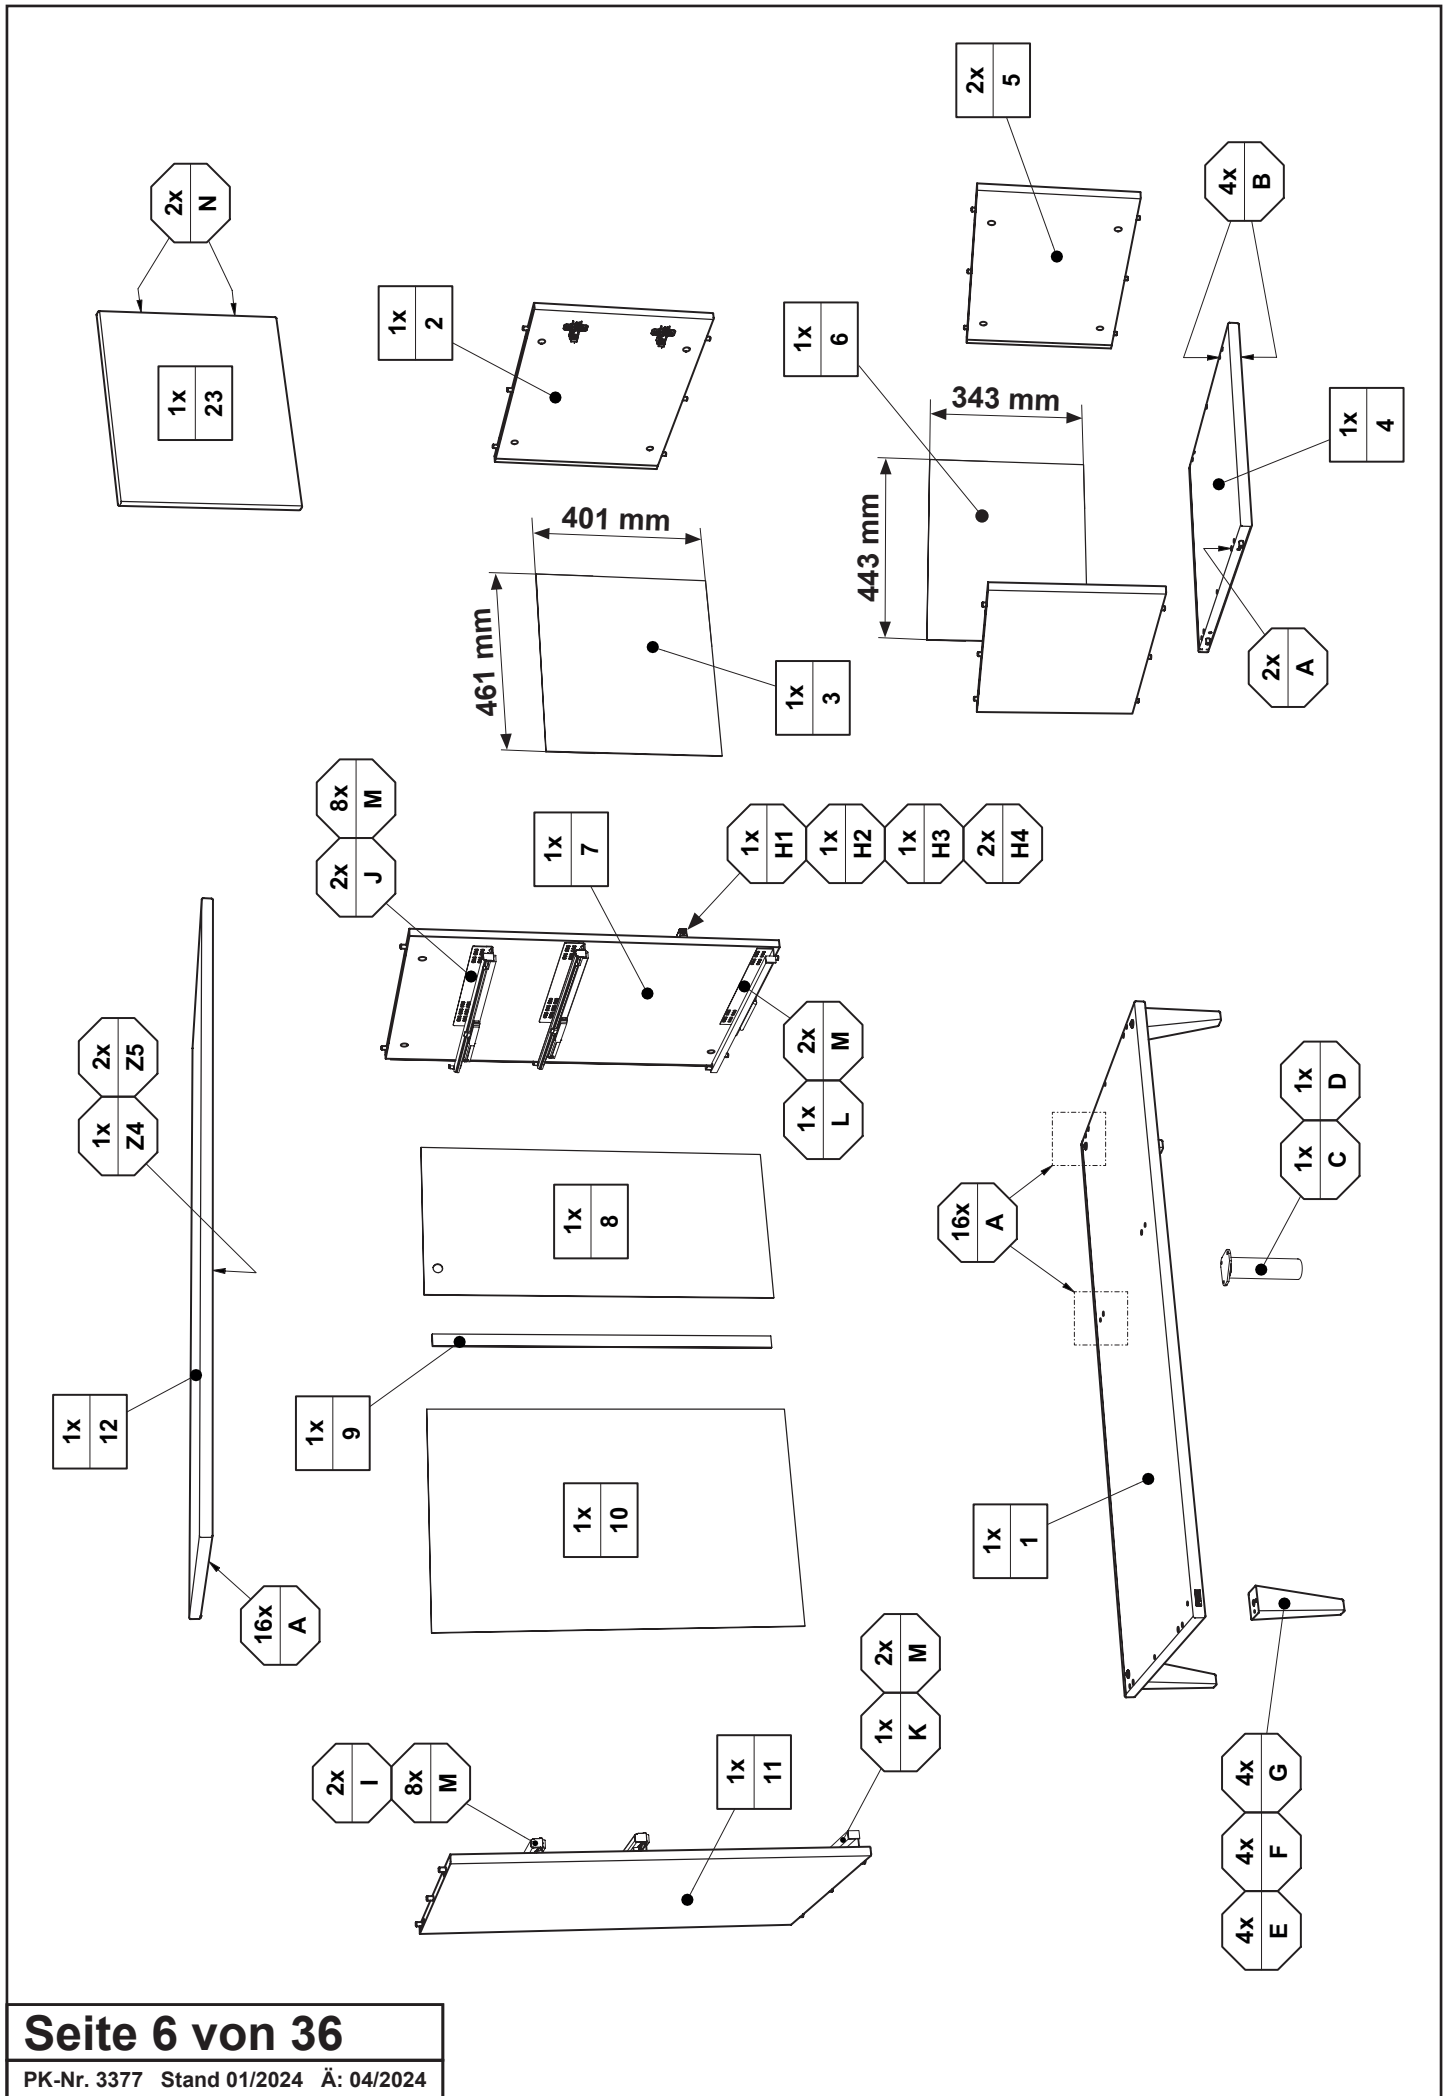 2x
5
4x
B
2x
N
1x
2
1x
6
1x
23
343 mm
1x
4
401 mm
443 mm
461 mm
2x
A
1x
3
8x
M
2x
J
1x
7
1x
H1
1x
H2
1x
H3
2x
H4
2x
Z5
1x
Z4
2x
M
1x
L
1x
D
1x
C
1x
8
16x
A
1x
12
1x
9
1x
10
1x
1
16x
A
2x
M
1x
K
2x
I
8x
M
1x
11
4x
G
4x
F
4x
E
Seite 6 von 36
PK-Nr. 3377 Stand 01/2024 Ä: 04/2024